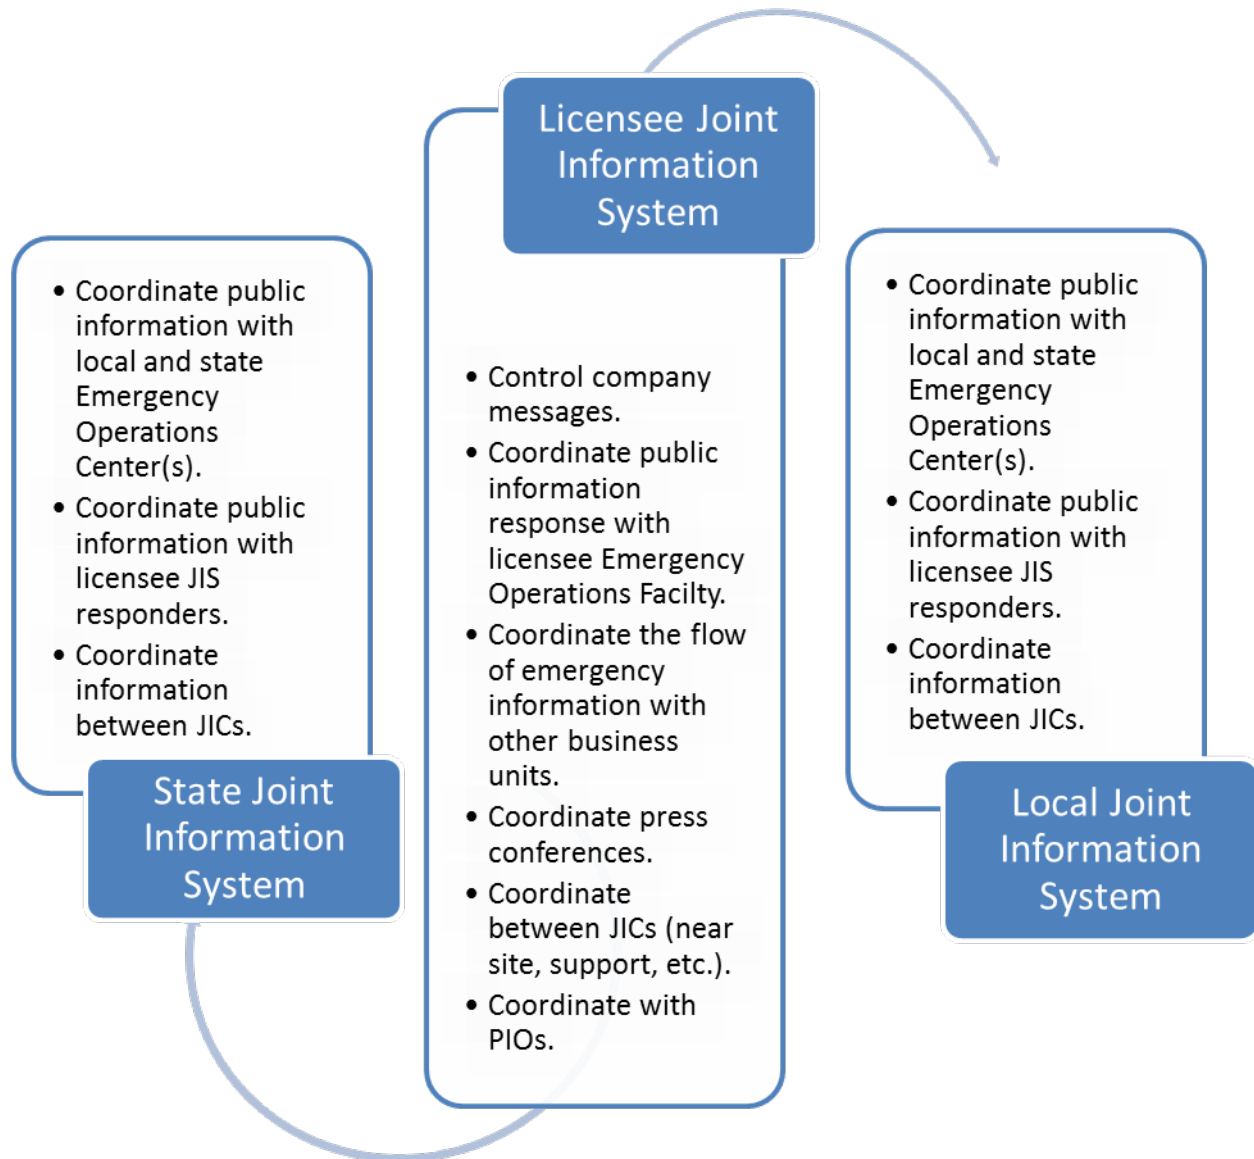 • Coordinate public
information with
local and state
Emergency
Operations
Center(s).
• Coordinate public
information with
licensee JIS
responders.
• Coordinate
information
between JICs.
State Joint
Information
System
Licensee Joint
Information
System
• Control company
messages.
• Coordinate public
information
response with
licensee Emergency
Operations Facilty.
• Coordinate the flow
of emergency
information with
other business
units.
• Coordinate press
conferences.
• Coordinate
between JICs (near
site, support, etc.).
• Coordinate with
PIOs.
• Coordinate public
information with
local and state
Emergency
Operations
Center(s).
• Coordinate public
information with
licensee JIS
responders.
• Coordinate
information
between JICs.
Local Joint
Information
System